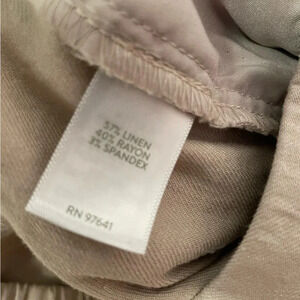 57% LINEN
40% RAYON
3% SPANDEX
RN 97641